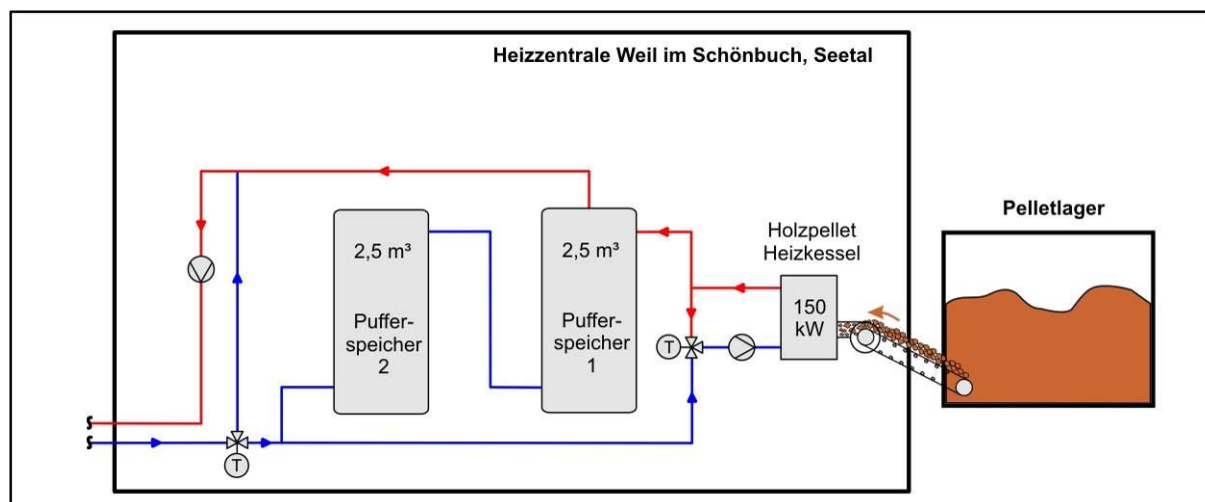 Heizzentrale Weil im Schönbuch, Seetal
Pelletlager
Holzpellet
Heizkessel
2,5 m³
2,5 m³
150
kW
Puffer-
speicher
2
Puffer-
speicher
1
T
T